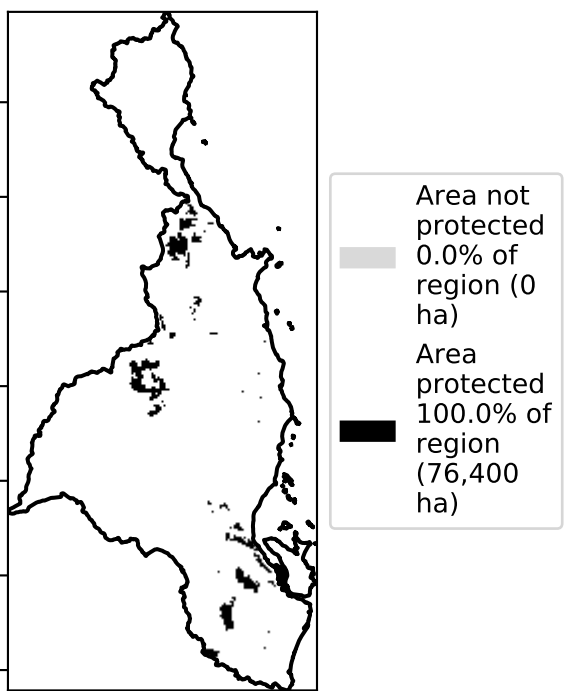 Area not
protected
0.0% of
region (0
ha)
Area
protected
100.0% of
region
(76,400
ha)